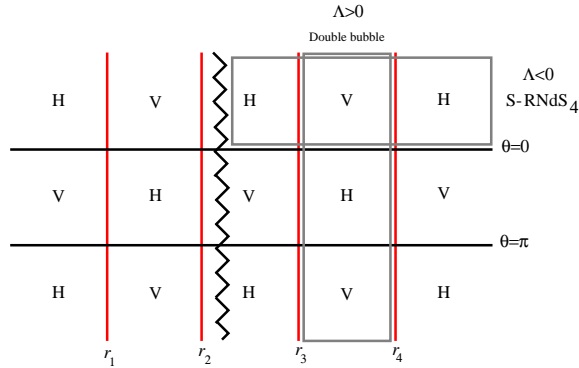 Λ>0
Double bubble
Λ<0
S-RNdS₄
H V H V H
θ=0
V H V H V
θ=π
H V H V H
r₁ r₂ r₃ r₄